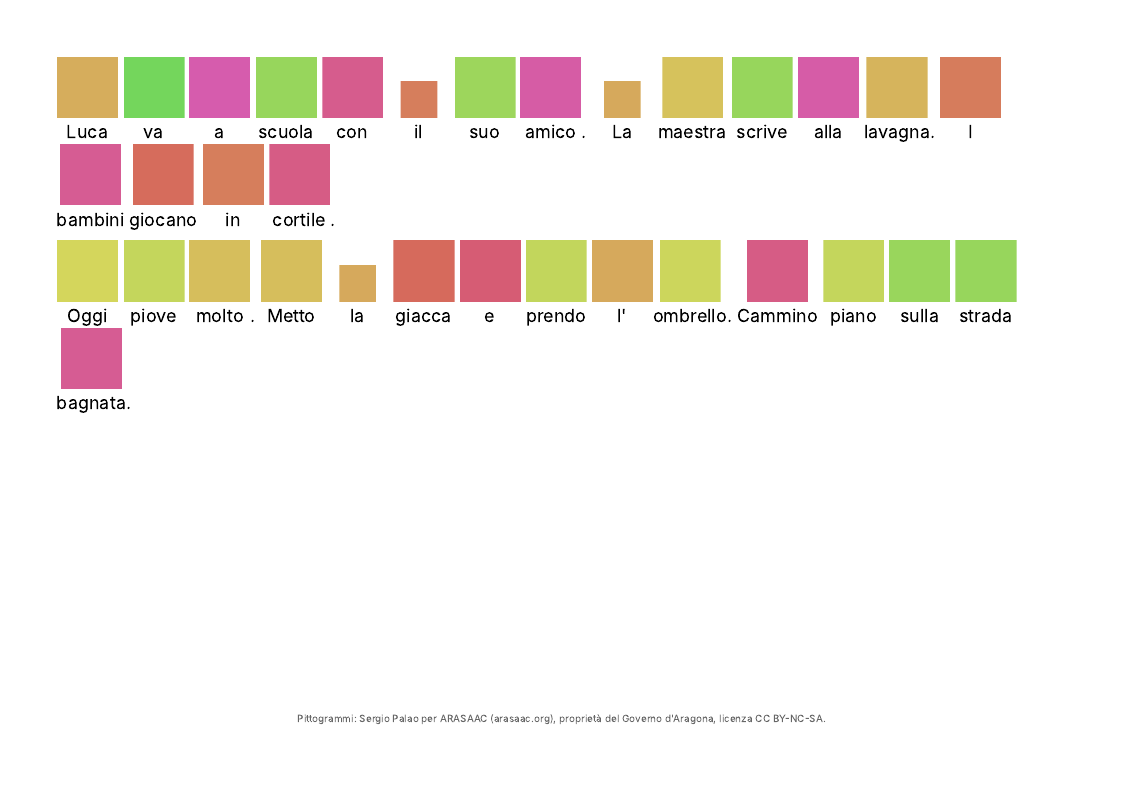 Luca va a scuola con il suo amico . La maestra scrive alla lavagna. I
bambini giocano in cortile .
Oggi piove molto . Metto la giacca e prendo l' ombrello. Cammino piano sulla strada
bagnata.
Pittogrammi: Sergio Palao per ARASAAC (arasaac.org), proprietà del Governo d'Aragona, licenza CC BY-NC-SA.